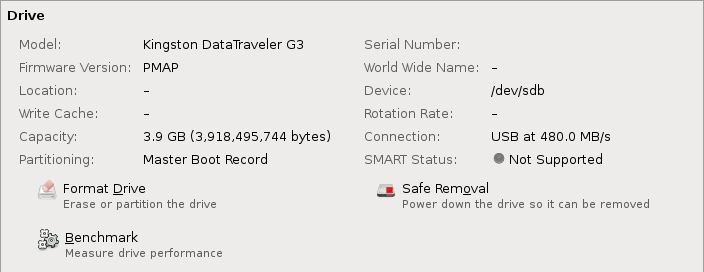 Drive
Model: Kingston DataTraveler G3 Serial Number:
Firmware Version: PMAP World Wide Name: –
Location: – Device: /dev/sdb
Write Cache: – Rotation Rate: –
Capacity: 3.9 GB (3,918,495,744 bytes) Connection: USB at 480.0 MB/s
Partitioning: Master Boot Record SMART Status: Not Supported
Format Drive Safe Removal
Erase or partition the drive Power down the drive so it can be removed
Benchmark
Measure drive performance